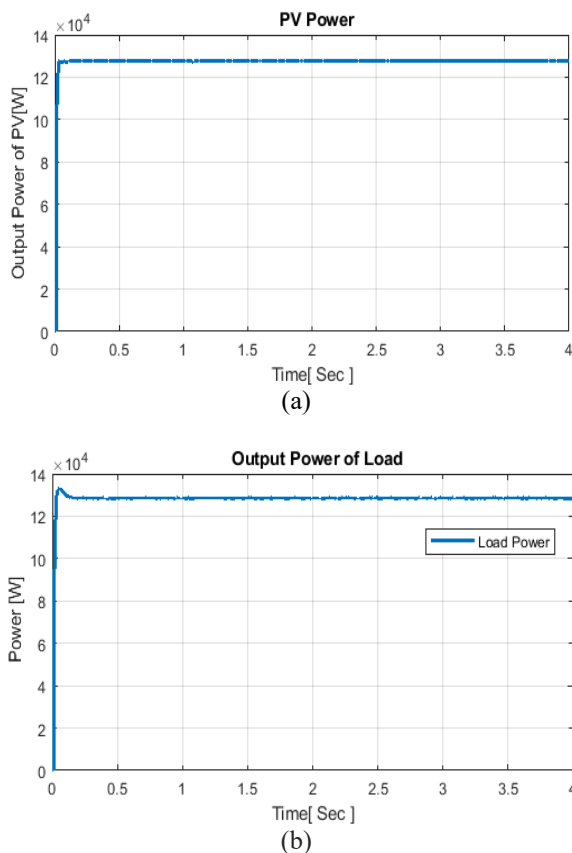 PV Power
×10⁴
14
12
10
8
6
4
2
0
Output Power of PV[W]
0 0.5 1 1.5 2 2.5 3 3.5 4
Time[ Sec ]
(a)
Output Power of Load
×10⁴
14
12
10
8
6
4
2
0
Power [W]
Load Power
0 0.5 1 1.5 2 2.5 3 3.5 4
Time[ Sec ]
(b)